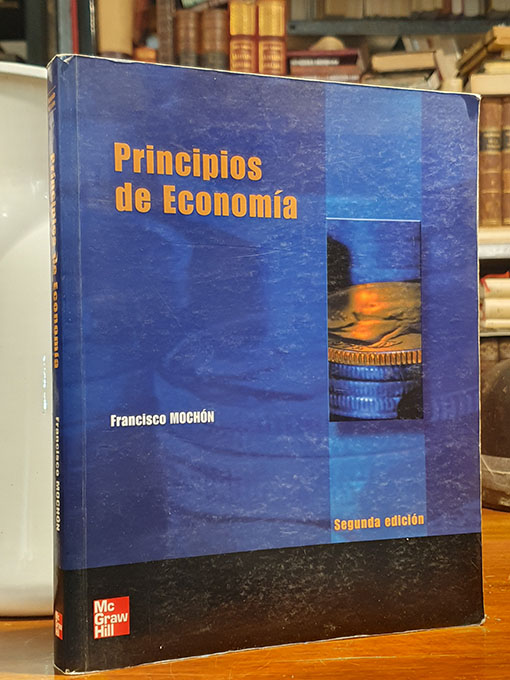 Principios
de Economía
Francisco MOCHÓN
Segunda edición
Mc
Graw
Hill
Principios de Economía
Francisco MOCHÓN